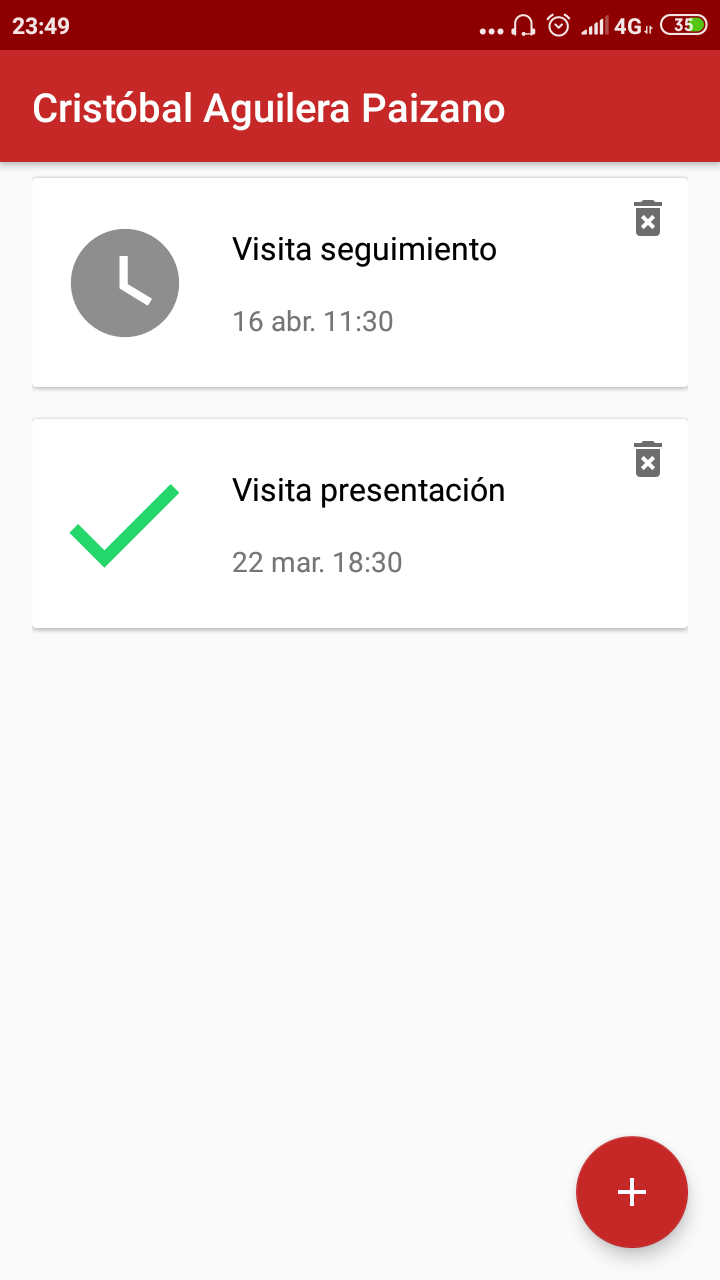 23:49 ... 4G 35
Cristóbal Aguilera Paizano
Visita seguimiento
16 abr. 11:30
Visita presentación
22 mar. 18:30
+